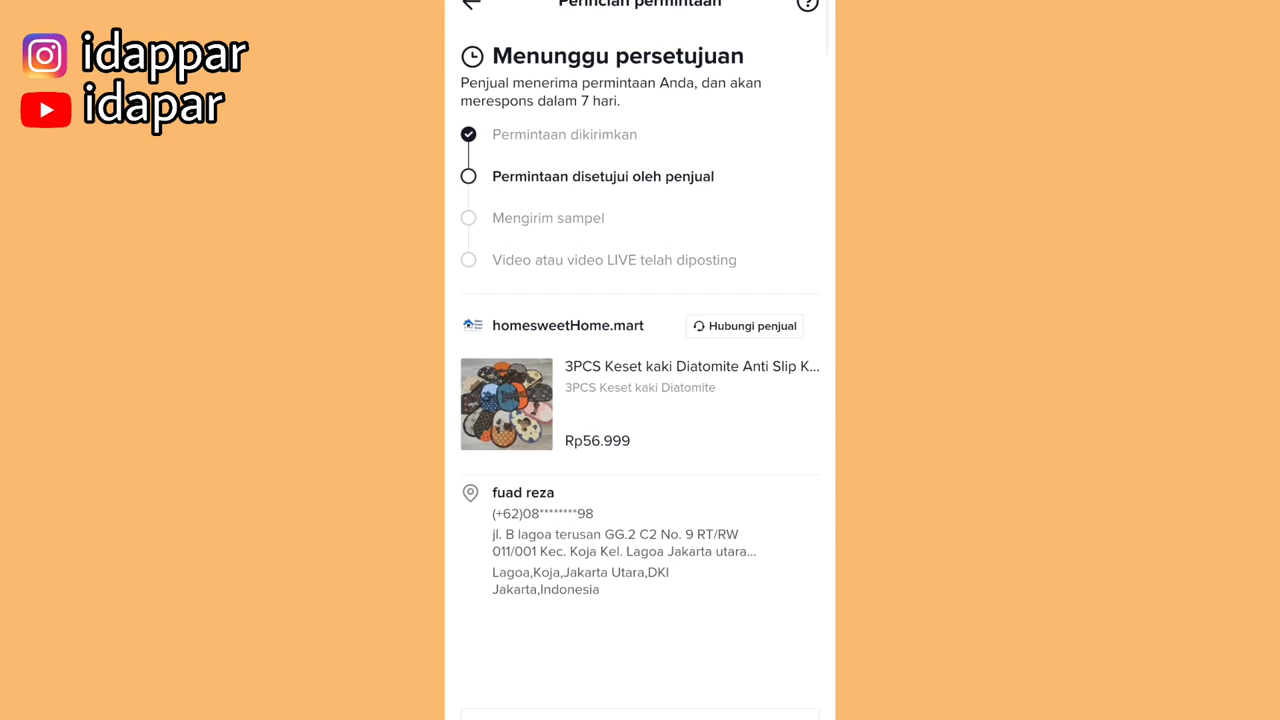 idappar
idapar
Perincian permintaan
Menunggu persetujuan
Penjual menerima permintaan Anda, dan akan
merespons dalam 7 hari.
Permintaan dikirimkan
Permintaan disetujui oleh penjual
Mengirim sampel
Video atau video LIVE telah diposting
homesweetHome.mart
Hubungi penjual
3PCS Keset kaki Diatomite Anti Slip K...
3PCS Keset kaki Diatomite
Rp56.999
fuad reza
(+62)08********98
jl. B lagoa terusan GG.2 C2 No. 9 RT/RW
011/001 Kec. Koja Kel. Lagoa Jakarta utara...
Lagoa,Koja,Jakarta Utara,DKI
Jakarta,Indonesia